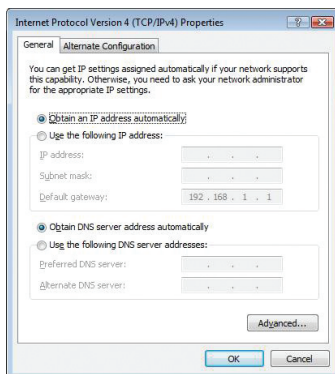 Internet Protocol Version 4 (TCP/IPv4) Properties
General Alternate Configuration
You can get IP settings assigned automatically if your network supports
this capability. Otherwise, you need to ask your network administrator
for the appropriate IP settings.
Obtain an IP address automatically
Use the following IP address:
IP address: . . .
Subnet mask: . . .
Default gateway: 192 . 168 . 1 . 1
Obtain DNS server address automatically
Use the following DNS server addresses:
Preferred DNS server: . . .
Alternate DNS server: . . .
Advanced...
OK Cancel